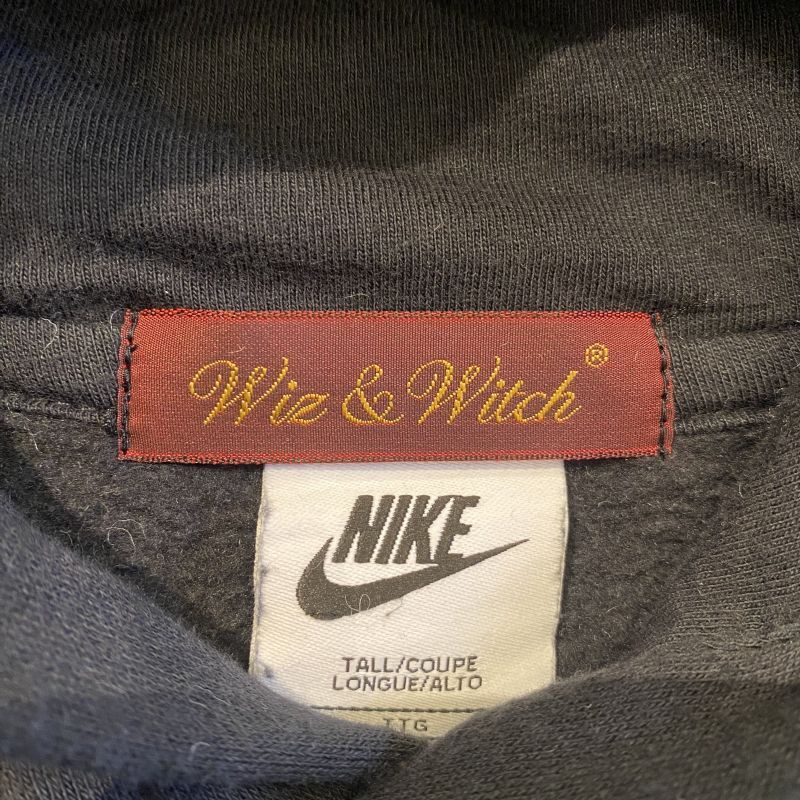 Wiz & Witch®
NIKE
TALL/COUPE
LONGUE/ALTO
TTG